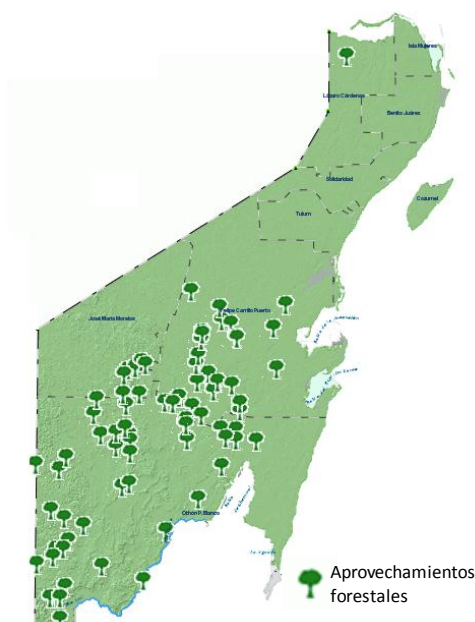 Isla Mujeres
Lázaro Cárdenas
Benito Juárez
Solidaridad
Cozumel
Tulum
Felipe Carrillo Puerto
José María Morelos
Othón P. Blanco
Aprovechamientos
forestales